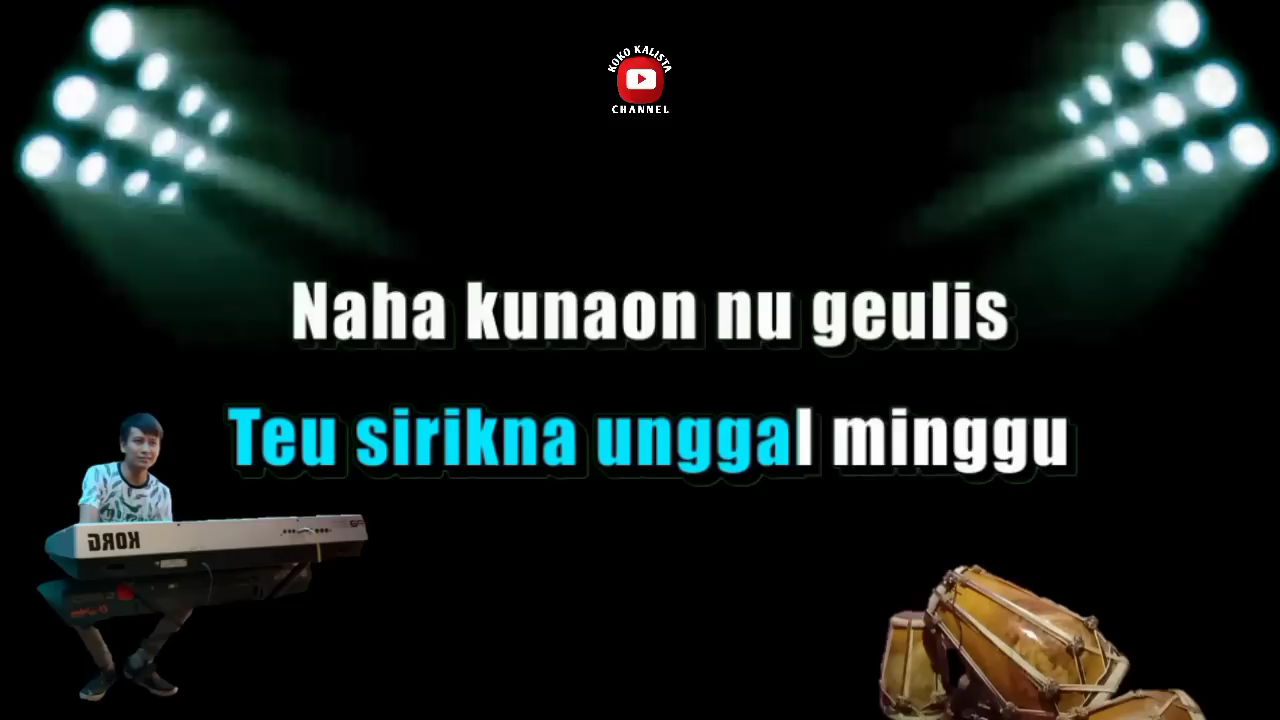 KOKO KALISTA
CHANNEL
Naha kunaon nu geulis
Teu sirikna unggal minggu
KORG